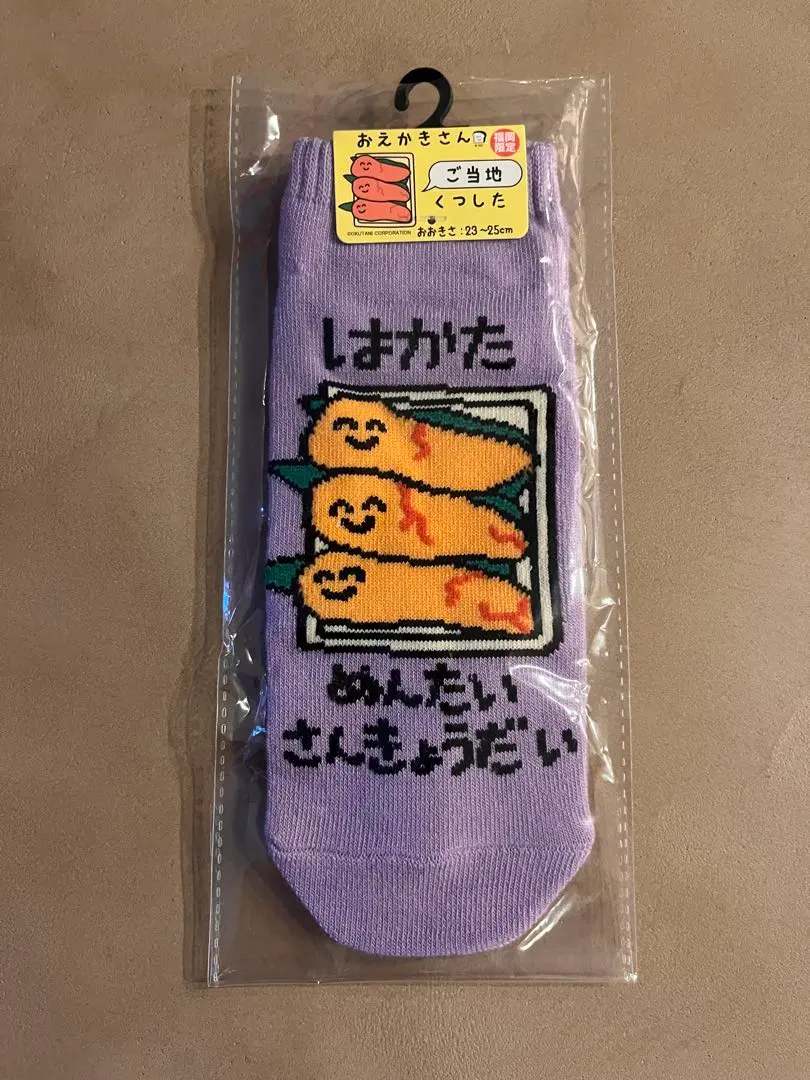 おえかきさん
福岡
限定
ご当地
くつした
©OKUTANI CORPORATION
おおきさ：23～25cm
はかた
めんたい
さんきょうだい